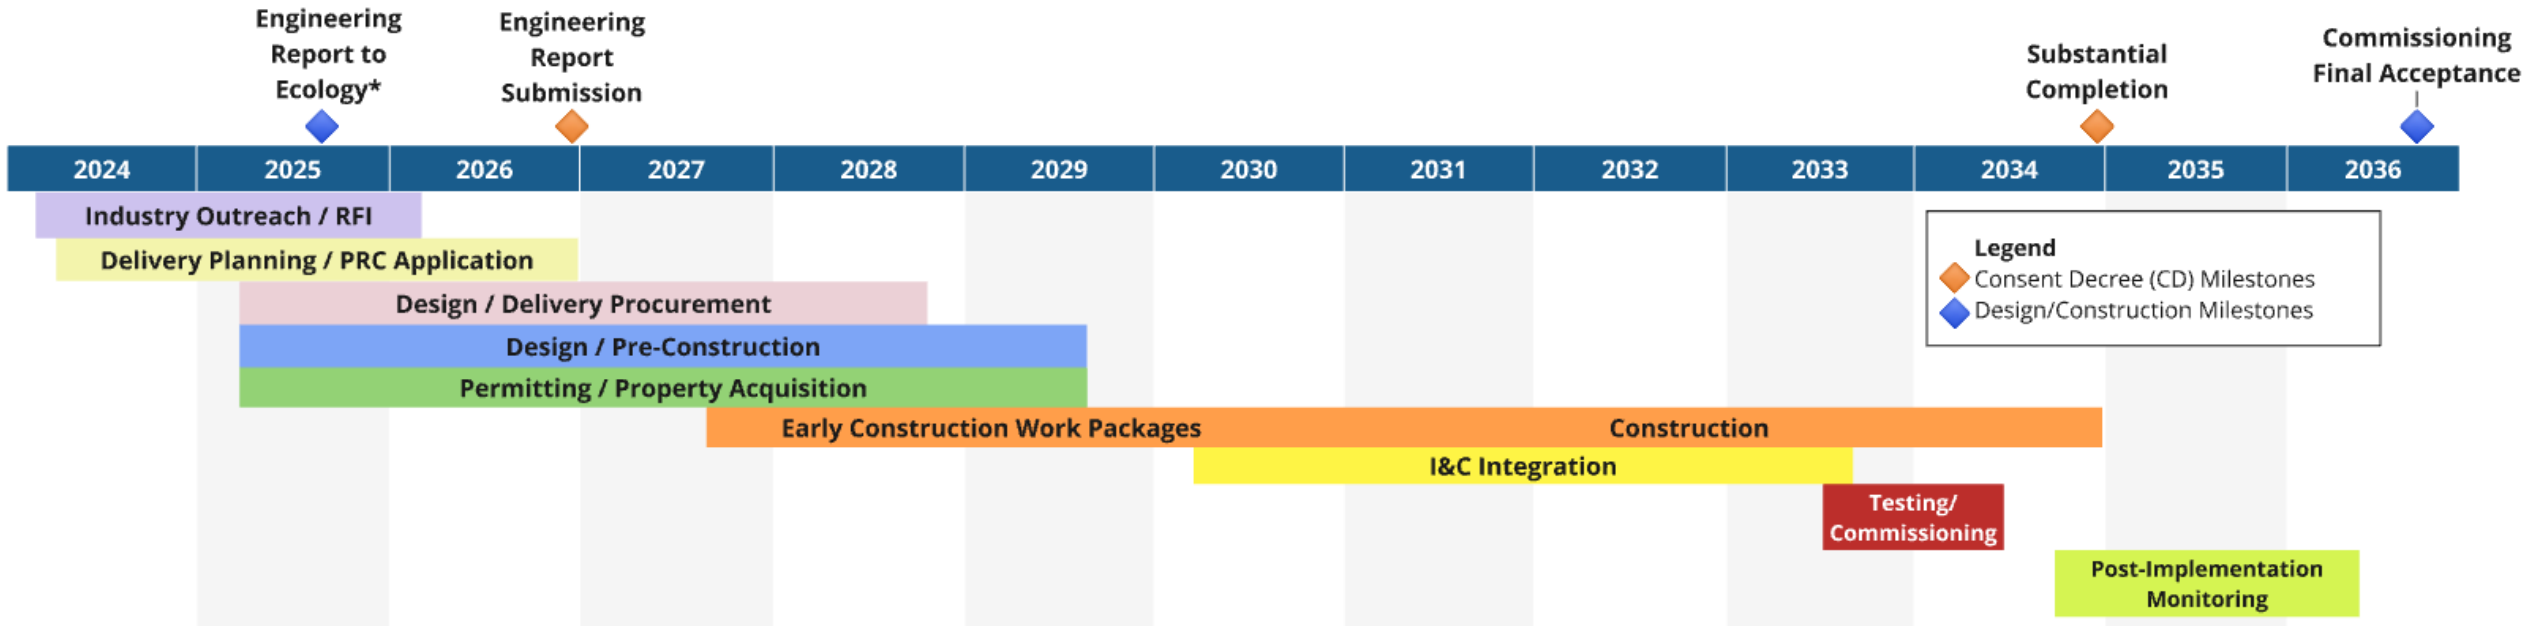 Engineering
Report to
Ecology*
Engineering
Report
Submission
Substantial
Completion
Commissioning
Final Acceptance
2024 2025 2026 2027 2028 2029 2030 2031 2032 2033 2034 2035 2036
Industry Outreach / RFI
Delivery Planning / PRC Application
Design / Delivery Procurement
Design / Pre-Construction
Permitting / Property Acquisition
Early Construction Work Packages Construction
I&C Integration
Testing/
Commissioning
Post-Implementation
Monitoring
Legend
Consent Decree (CD) Milestones
Design/Construction Milestones